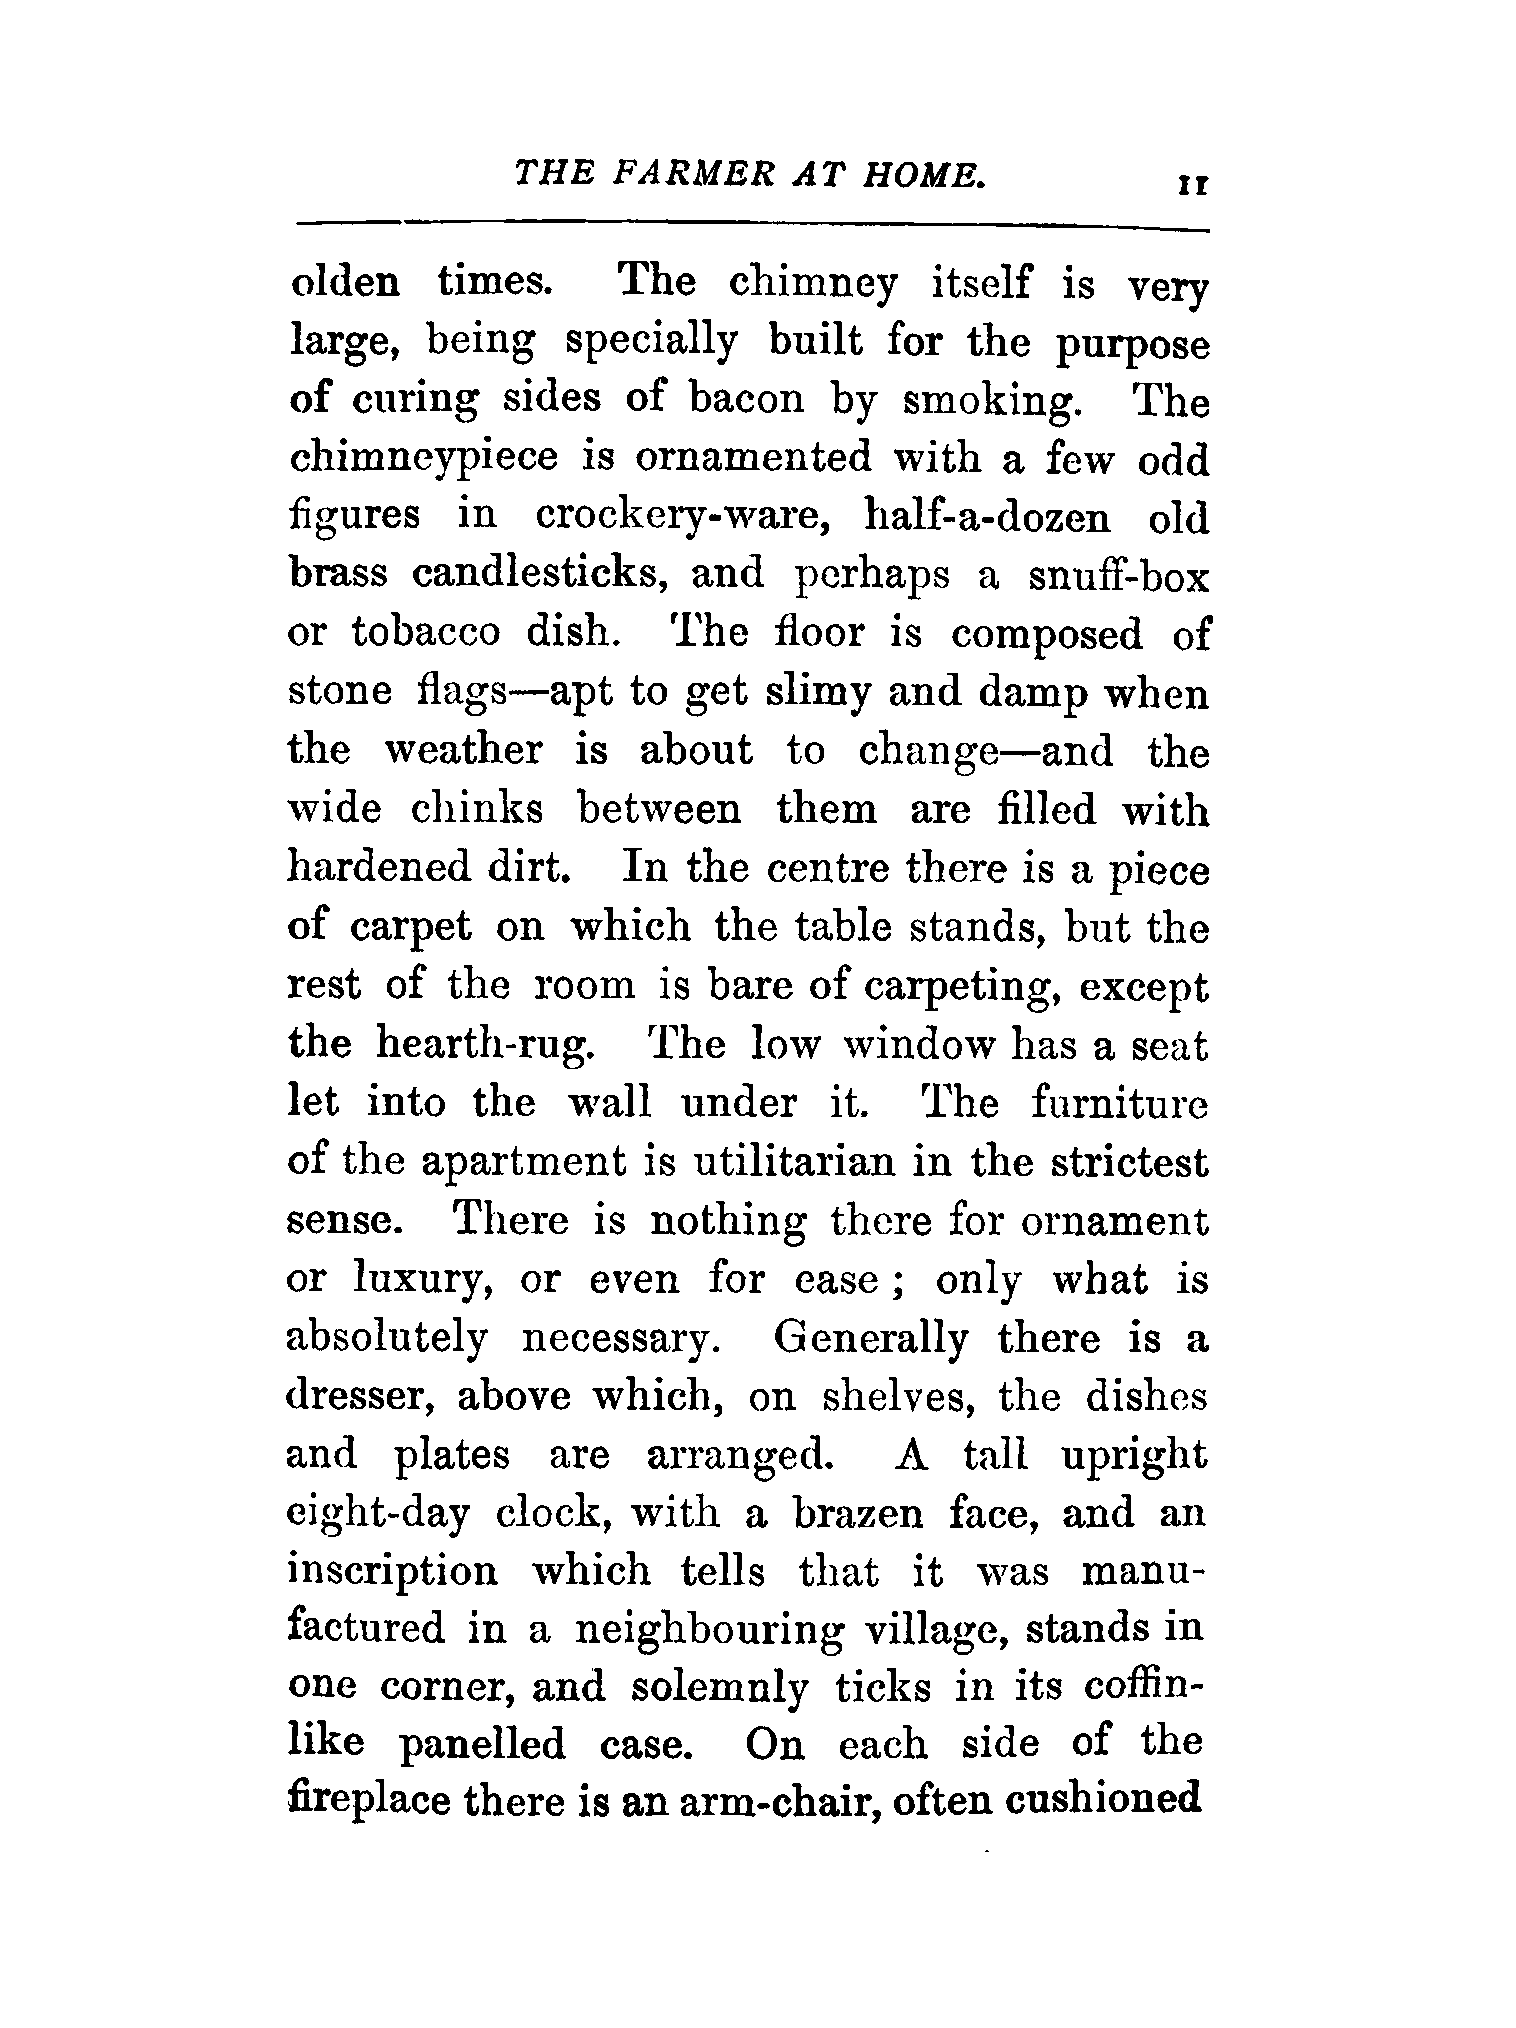 THE FARMER AT HOME. 11
olden times. The chimney itself is very
large, being specially built for the purpose
of curing sides of bacon by smoking. The
chimneypiece is ornamented with a few odd
figures in crockery-ware, half-a-dozen old
brass candlesticks, and perhaps a snuff-box
or tobacco dish. The floor is composed of
stone flags—apt to get slimy and damp when
the weather is about to change—and the
wide chinks between them are filled with
hardened dirt. In the centre there is a piece
of carpet on which the table stands, but the
rest of the room is bare of carpeting, except
the hearth-rug. The low window has a seat
let into the wall under it. The furniture
of the apartment is utilitarian in the strictest
sense. There is nothing there for ornament
or luxury, or even for ease ; only what is
absolutely necessary. Generally there is a
dresser, above which, on shelves, the dishes
and plates are arranged. A tall upright
eight-day clock, with a brazen face, and an
inscription which tells that it was manu-
factured in a neighbouring village, stands in
one corner, and solemnly ticks in its coffin-
like panelled case. On each side of the
fireplace there is an arm-chair, often cushioned